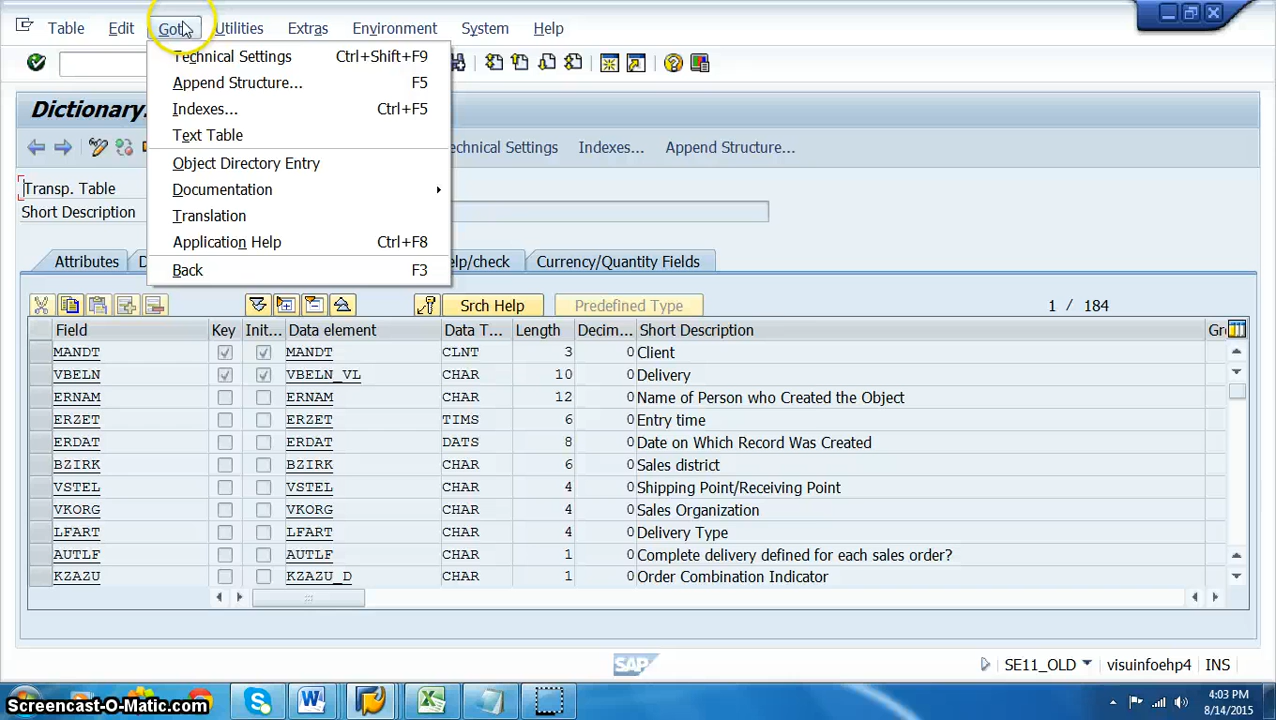 Table Edit Got Utilities Extras Environment System Help
Technical Settings Ctrl+Shift+F9
Append Structure... F5
Indexes... Ctrl+F5
Text Table
Object Directory Entry
Documentation
Translation
Application Help Ctrl+F8
Back F3
Dictionary:
echnical Settings Indexes... Append Structure...
Transp. Table
Short Description
Attributes D elp/check Currency/Quantity Fields
Srch Help Predefined Type 1 / 184
Field Key Init... Data element Data T... Length Decim... Short Description Gr
MANDT MANDT CLNT 3 0 Client
VBELN VBELN_VL CHAR 10 0 Delivery
ERNAM ERNAM CHAR 12 0 Name of Person who Created the Object
ERZET ERZET TIMS 6 0 Entry time
ERDAT ERDAT DATS 8 0 Date on Which Record Was Created
BZIRK BZIRK CHAR 6 0 Sales district
VSTEL VSTEL CHAR 4 0 Shipping Point/Receiving Point
VKORG VKORG CHAR 4 0 Sales Organization
LFART LFART CHAR 4 0 Delivery Type
AUTLF AUTLF CHAR 1 0 Complete delivery defined for each sales order?
KZAZU KZAZU_D CHAR 1 0 Order Combination Indicator
SAP SE11_OLD visuinfoehp4 INS
Screencast-O-Matic.com
4:03 PM
8/14/2015